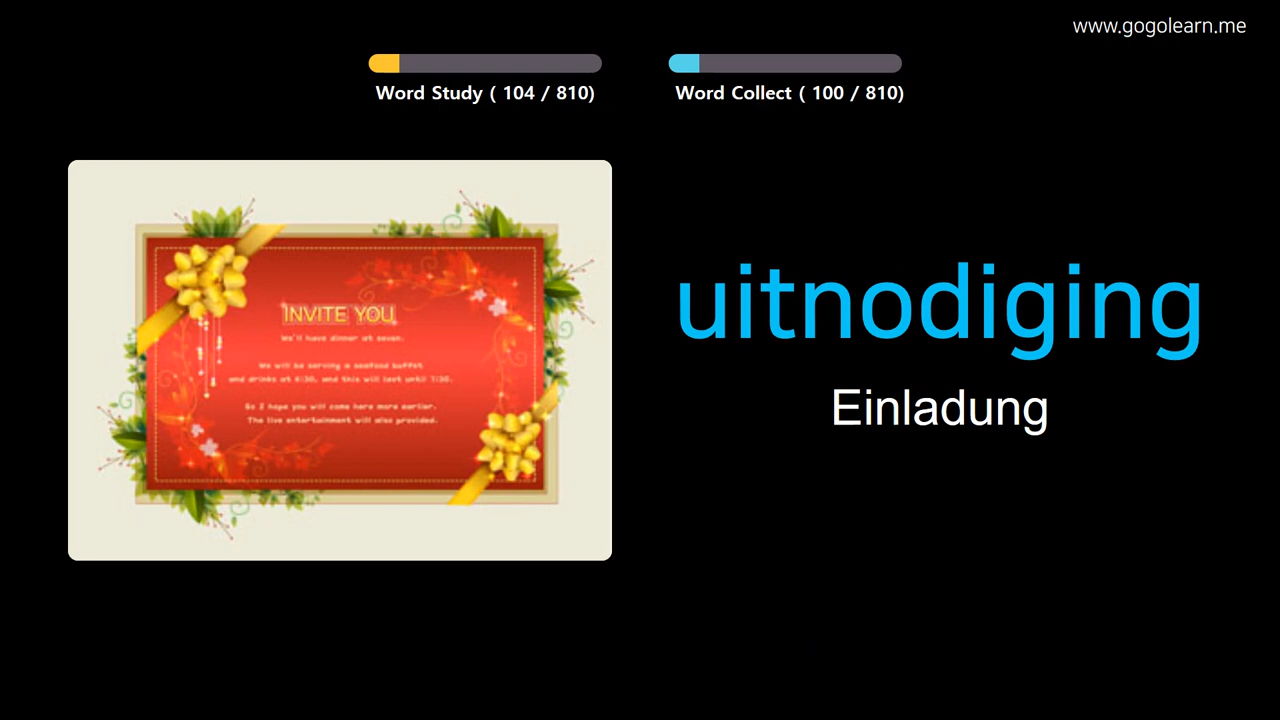 www.gogolearn.me
Word Study ( 104 / 810)
Word Collect ( 100 / 810)
INVITE YOU
We'll have dinner at seven.
We will be serving a seafood buffet
and drinks at 6:30, and this will last until 7:30.
So I hope you will come here more earlier.
The live entertainment will also provided.
uitnodiging
Einladung